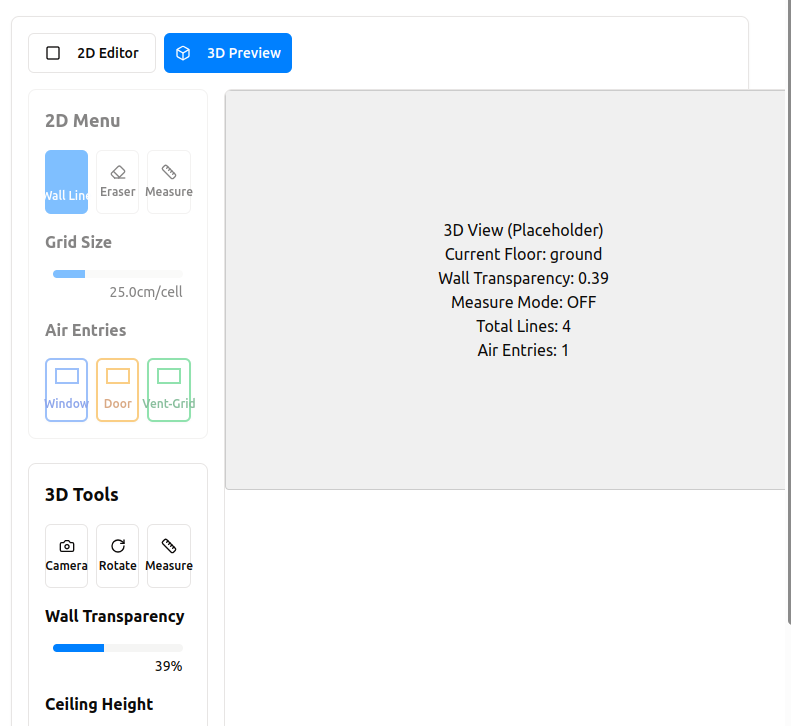 2D Editor
3D Preview
2D Menu
Wall Line
Eraser
Measure
Grid Size
25.0cm/cell
Air Entries
Window
Door
Vent-Grid
3D Tools
Camera
Rotate
Measure
Wall Transparency
39%
Ceiling Height
3D View (Placeholder)
Current Floor: ground
Wall Transparency: 0.39
Measure Mode: OFF
Total Lines: 4
Air Entries: 1